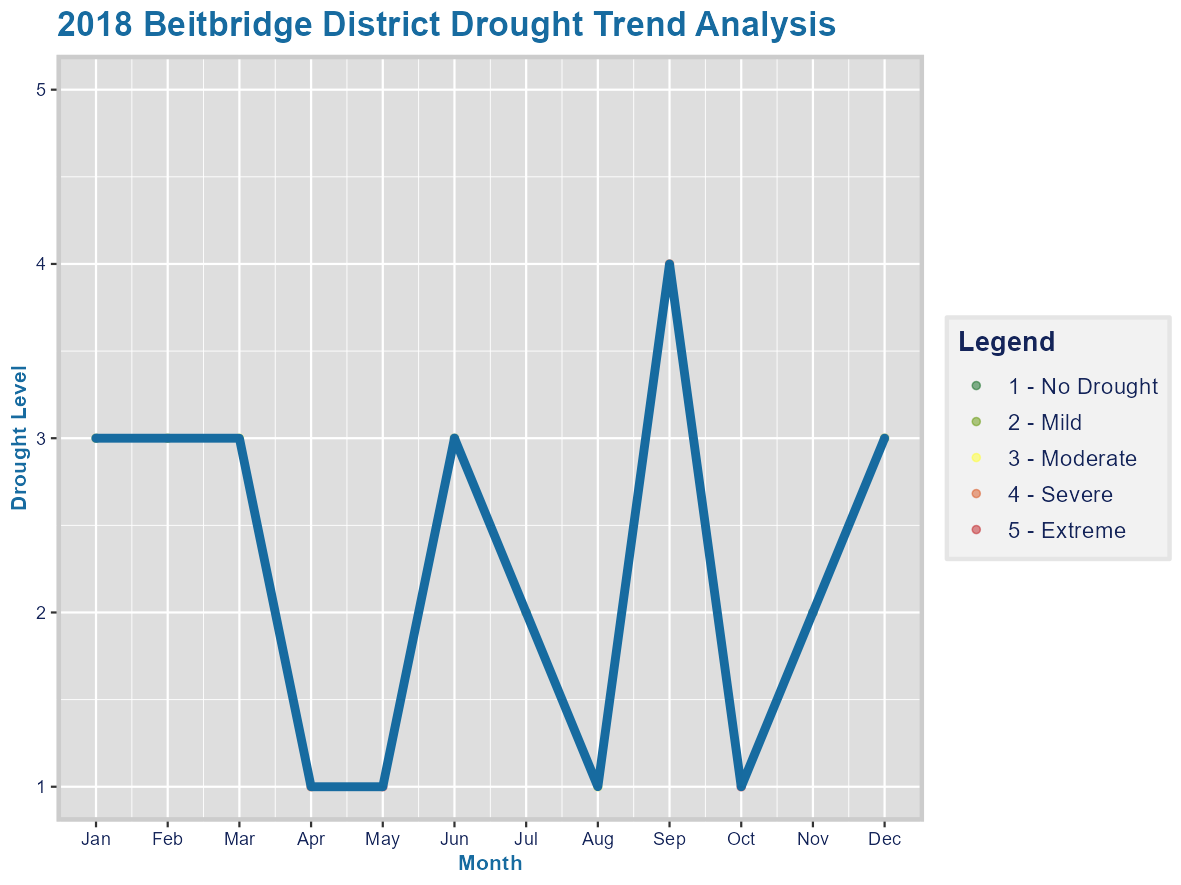 2018 Beitbridge District Drought Trend Analysis
5
4
3
2
1
Drought Level
Jan Feb Mar Apr May Jun Jul Aug Sep Oct Nov Dec
Month
Legend
1 - No Drought
2 - Mild
3 - Moderate
4 - Severe
5 - Extreme